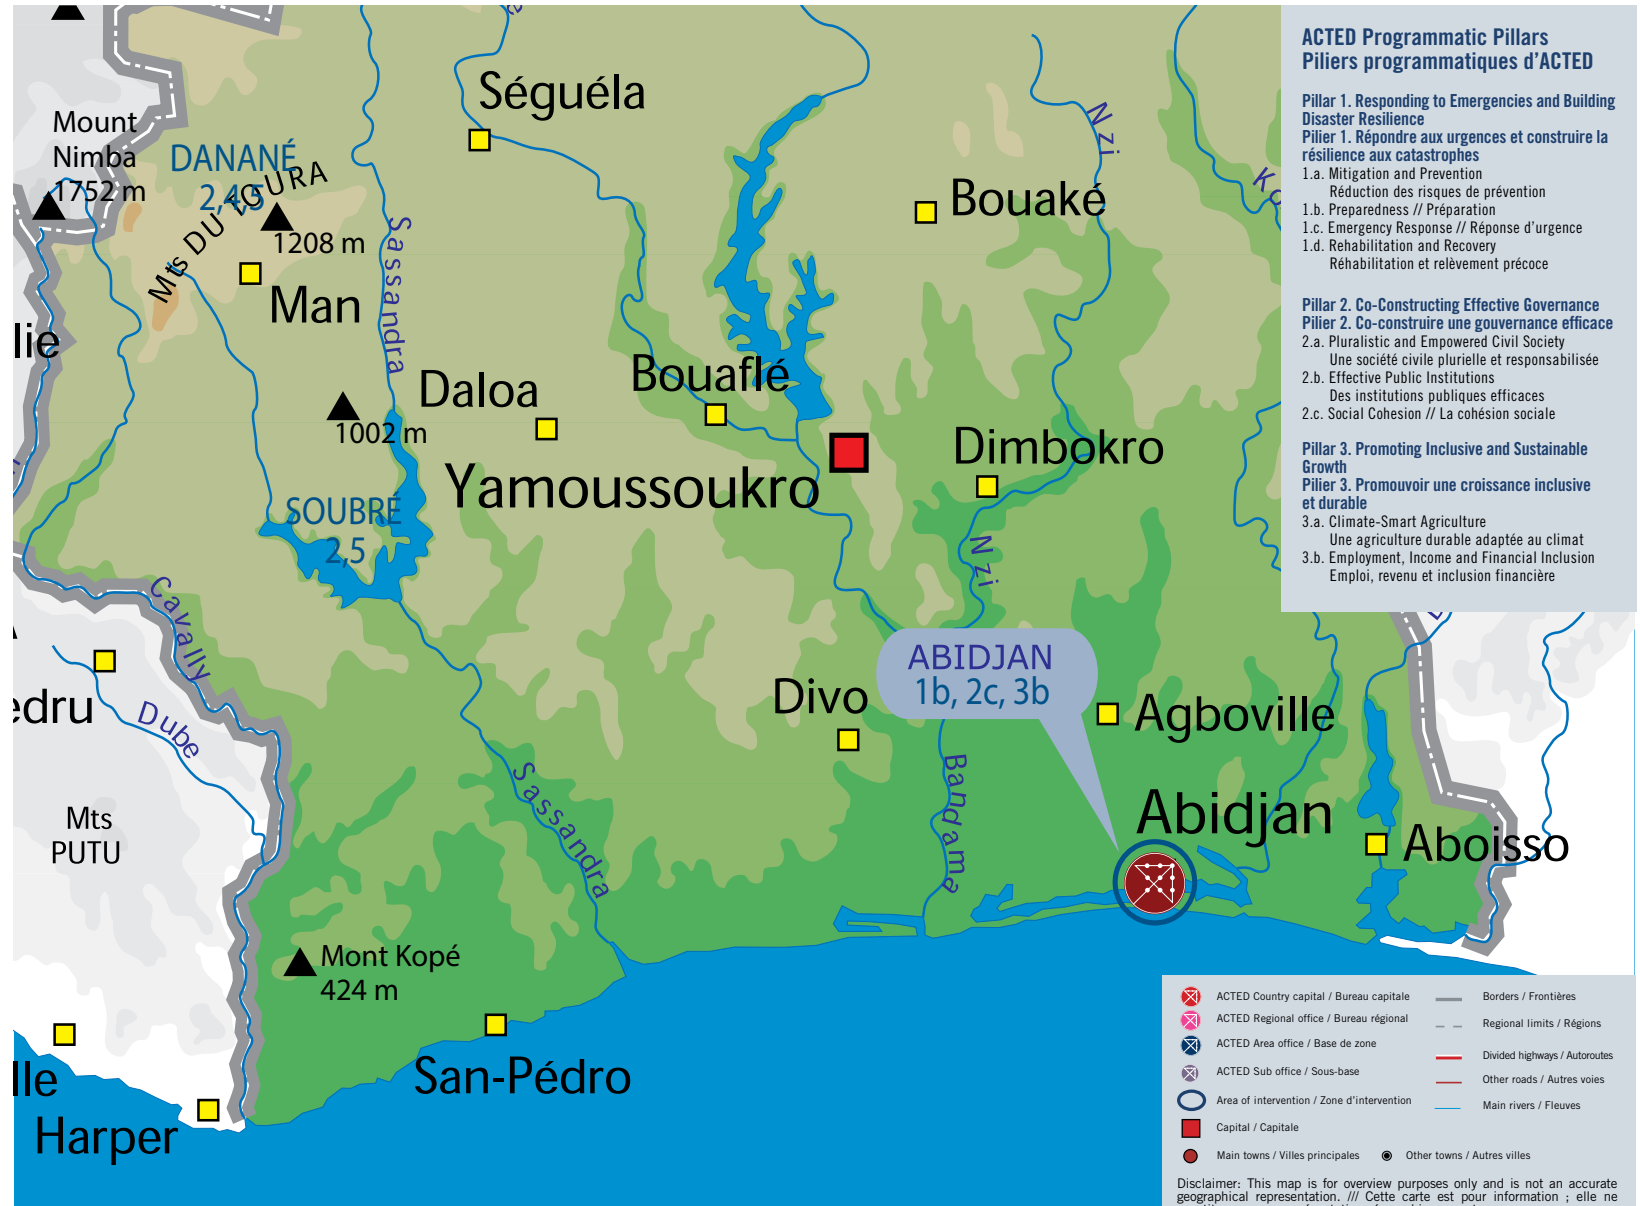 Séguéla
Mount
Nimba
1752 m
DANANÉ
2,4,5
Mts DU TOURA
1208 m
Man
Sassandra
Bouaké
N zi
Ko
lie
Daloa
Bouaflé
1002 m
Yamoussoukro
Dimbokro
SOUBRÉ
2,5
N zi
Cavally
ABIDJAN
1b, 2c, 3b
Divo
Agboville
edru
Dube
Sassandra
Bandama
Abidjan
Aboisso
Mts
PUTU
Mont Kopé
424 m
San-Pédro
lle
Harper
ACTED Programmatic Pillars
Piliers programmatiques d'ACTED
Pillar 1. Responding to Emergencies and Building
Disaster Resilience
Pilier 1. Répondre aux urgences et construire la
résilience aux catastrophes
1.a. Mitigation and Prevention
Réduction des risques de prévention
1.b. Preparedness // Préparation
1.c. Emergency Response // Réponse d'urgence
1.d. Rehabilitation and Recovery
Réhabilitation et relèvement précoce
Pillar 2. Co-Constructing Effective Governance
Pilier 2. Co-construire une gouvernance efficace
2.a. Pluralistic and Empowered Civil Society
Une société civile plurielle et responsabilisée
2.b. Effective Public Institutions
Des institutions publiques efficaces
2.c. Social Cohesion // La cohésion sociale
Pillar 3. Promoting Inclusive and Sustainable
Growth
Pilier 3. Promouvoir une croissance inclusive
et durable
3.a. Climate-Smart Agriculture
Une agriculture durable adaptée au climat
3.b. Employment, Income and Financial Inclusion
Emploi, revenu et inclusion financière
ACTED Country capital / Bureau capitale
ACTED Regional office / Bureau régional
ACTED Area office / Base de zone
ACTED Sub office / Sous-base
Area of intervention / Zone d'intervention
Capital / Capitale
Main towns / Villes principales
Other towns / Autres villes
Borders / Frontières
Regional limits / Régions
Divided highways / Autoroutes
Other roads / Autres voies
Main rivers / Fleuves
Disclaimer: This map is for overview purposes only and is not an accurate
geographical representation. /// Cette carte est pour information ; elle ne